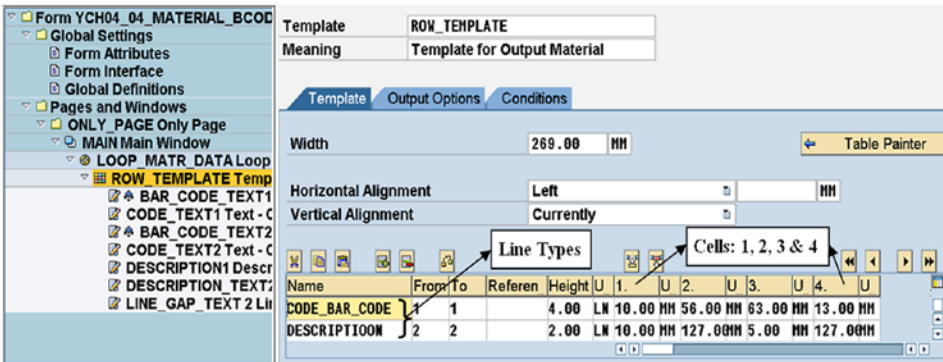 Form YCH04_04_MATERIAL_BCOD
Global Settings
Form Attributes
Form Interface
Global Definitions
Pages and Windows
ONLY_PAGE Only Page
MAIN Main Window
LOOP_MATR_DATA Loop
ROW_TEMPLATE Temp
BAR_CODE_TEXT1
CODE_TEXT1 Text - C
BAR_CODE_TEXT2
CODE_TEXT2 Text - C
DESCRIPTION1 Descr
DESCRIPTION_TEXT2
LINE_GAP_TEXT 2 Li
Template ROW_TEMPLATE
Meaning Template for Output Material
Template Output Options Conditions
Width 269.00 MM Table Painter
Horizontal Alignment Left MM
Vertical Alignment Currently
Line Types Cells: 1, 2, 3 & 4
Name From To Referen Height U 1. U 2. U 3. U 4. U
CODE_BAR_CODE 1 1 4.00 LN 10.00 MM 56.00 MM 63.00 MM 13.00 MM
DESCRIPTIOON 2 2 2.00 LN 10.00 MM 127.00 MM 5.00 MM 127.00 MM